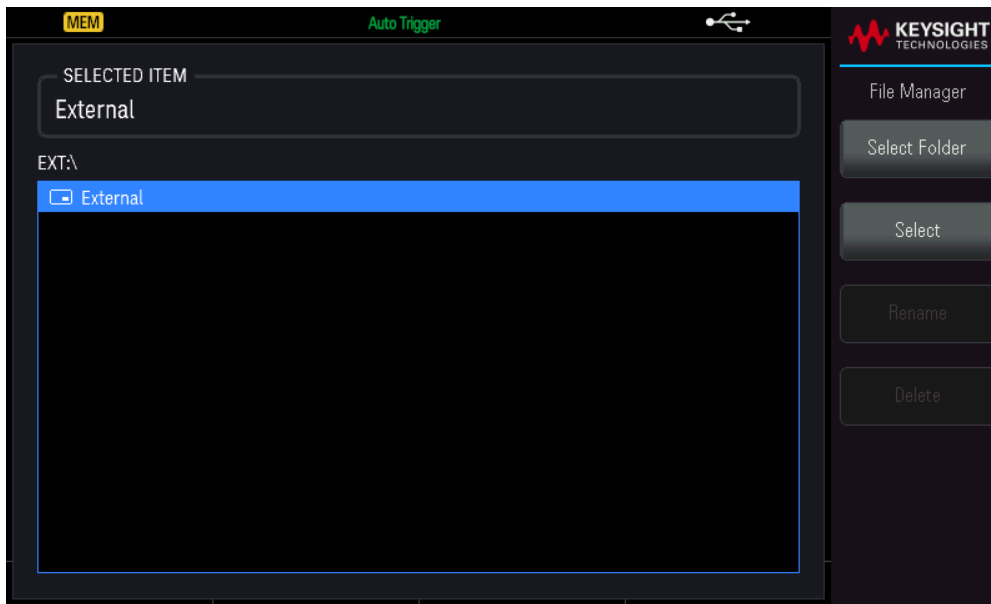 MEM
Auto Trigger
KEYSIGHT
TECHNOLOGIES
SELECTED ITEM
External
EXT:\
External
File Manager
Select Folder
Select
Rename
Delete